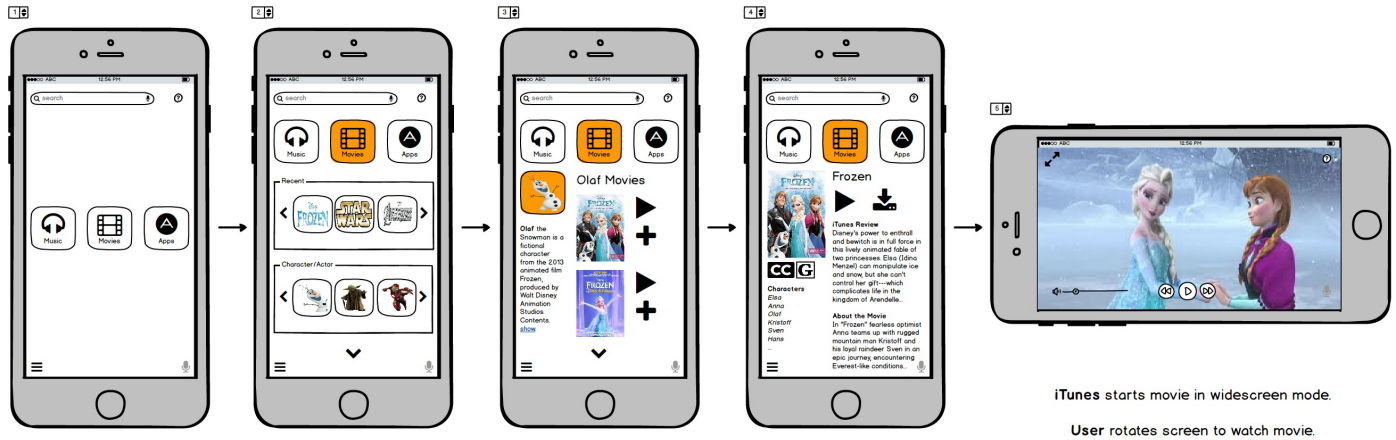 1
●●●○○ ABC 12:56 PM
search ?
Music Movies Apps
2
●●●○○ ABC 12:56 PM
search ?
Music Movies Apps
Recent
Disney FROZEN STAR WARS AVENGERS
Character/Actor
3
●●●○○ ABC 12:56 PM
search ?
Music Movies Apps
Olaf Movies
Olaf the
Snowman is a
fictional
character
from the 2013
animated film
Frozen,
produced by
Walt Disney
Animation
Studios.
Contents.
show.
Disney
FROZEN
FROZEN
4
●●●○○ ABC 12:56 PM
search ?
Music Movies Apps
Disney
FROZEN
CC G
Characters
Elsa
Anna
Olaf
Kristoff
Sven
Hans
...
Frozen
iTunes Review
Disney's power to enthrall
and bewitch is in full force in
this lively animated fable of
two princesses. Elsa (Idina
Menzel) can manipulate ice
and snow, but she can't
control her gift---which
complicates life in the
kingdom of Arendelle...
About the Movie
In "Frozen" fearless optimist
Anna teams up with rugged
mountain man Kristoff and
his loyal reindeer Sven in an
epic journey, encountering
Everest-like conditions...
5
●●●○○ ABC 12:56 PM
?
iTunes starts movie in widescreen mode.
User rotates screen to watch movie.